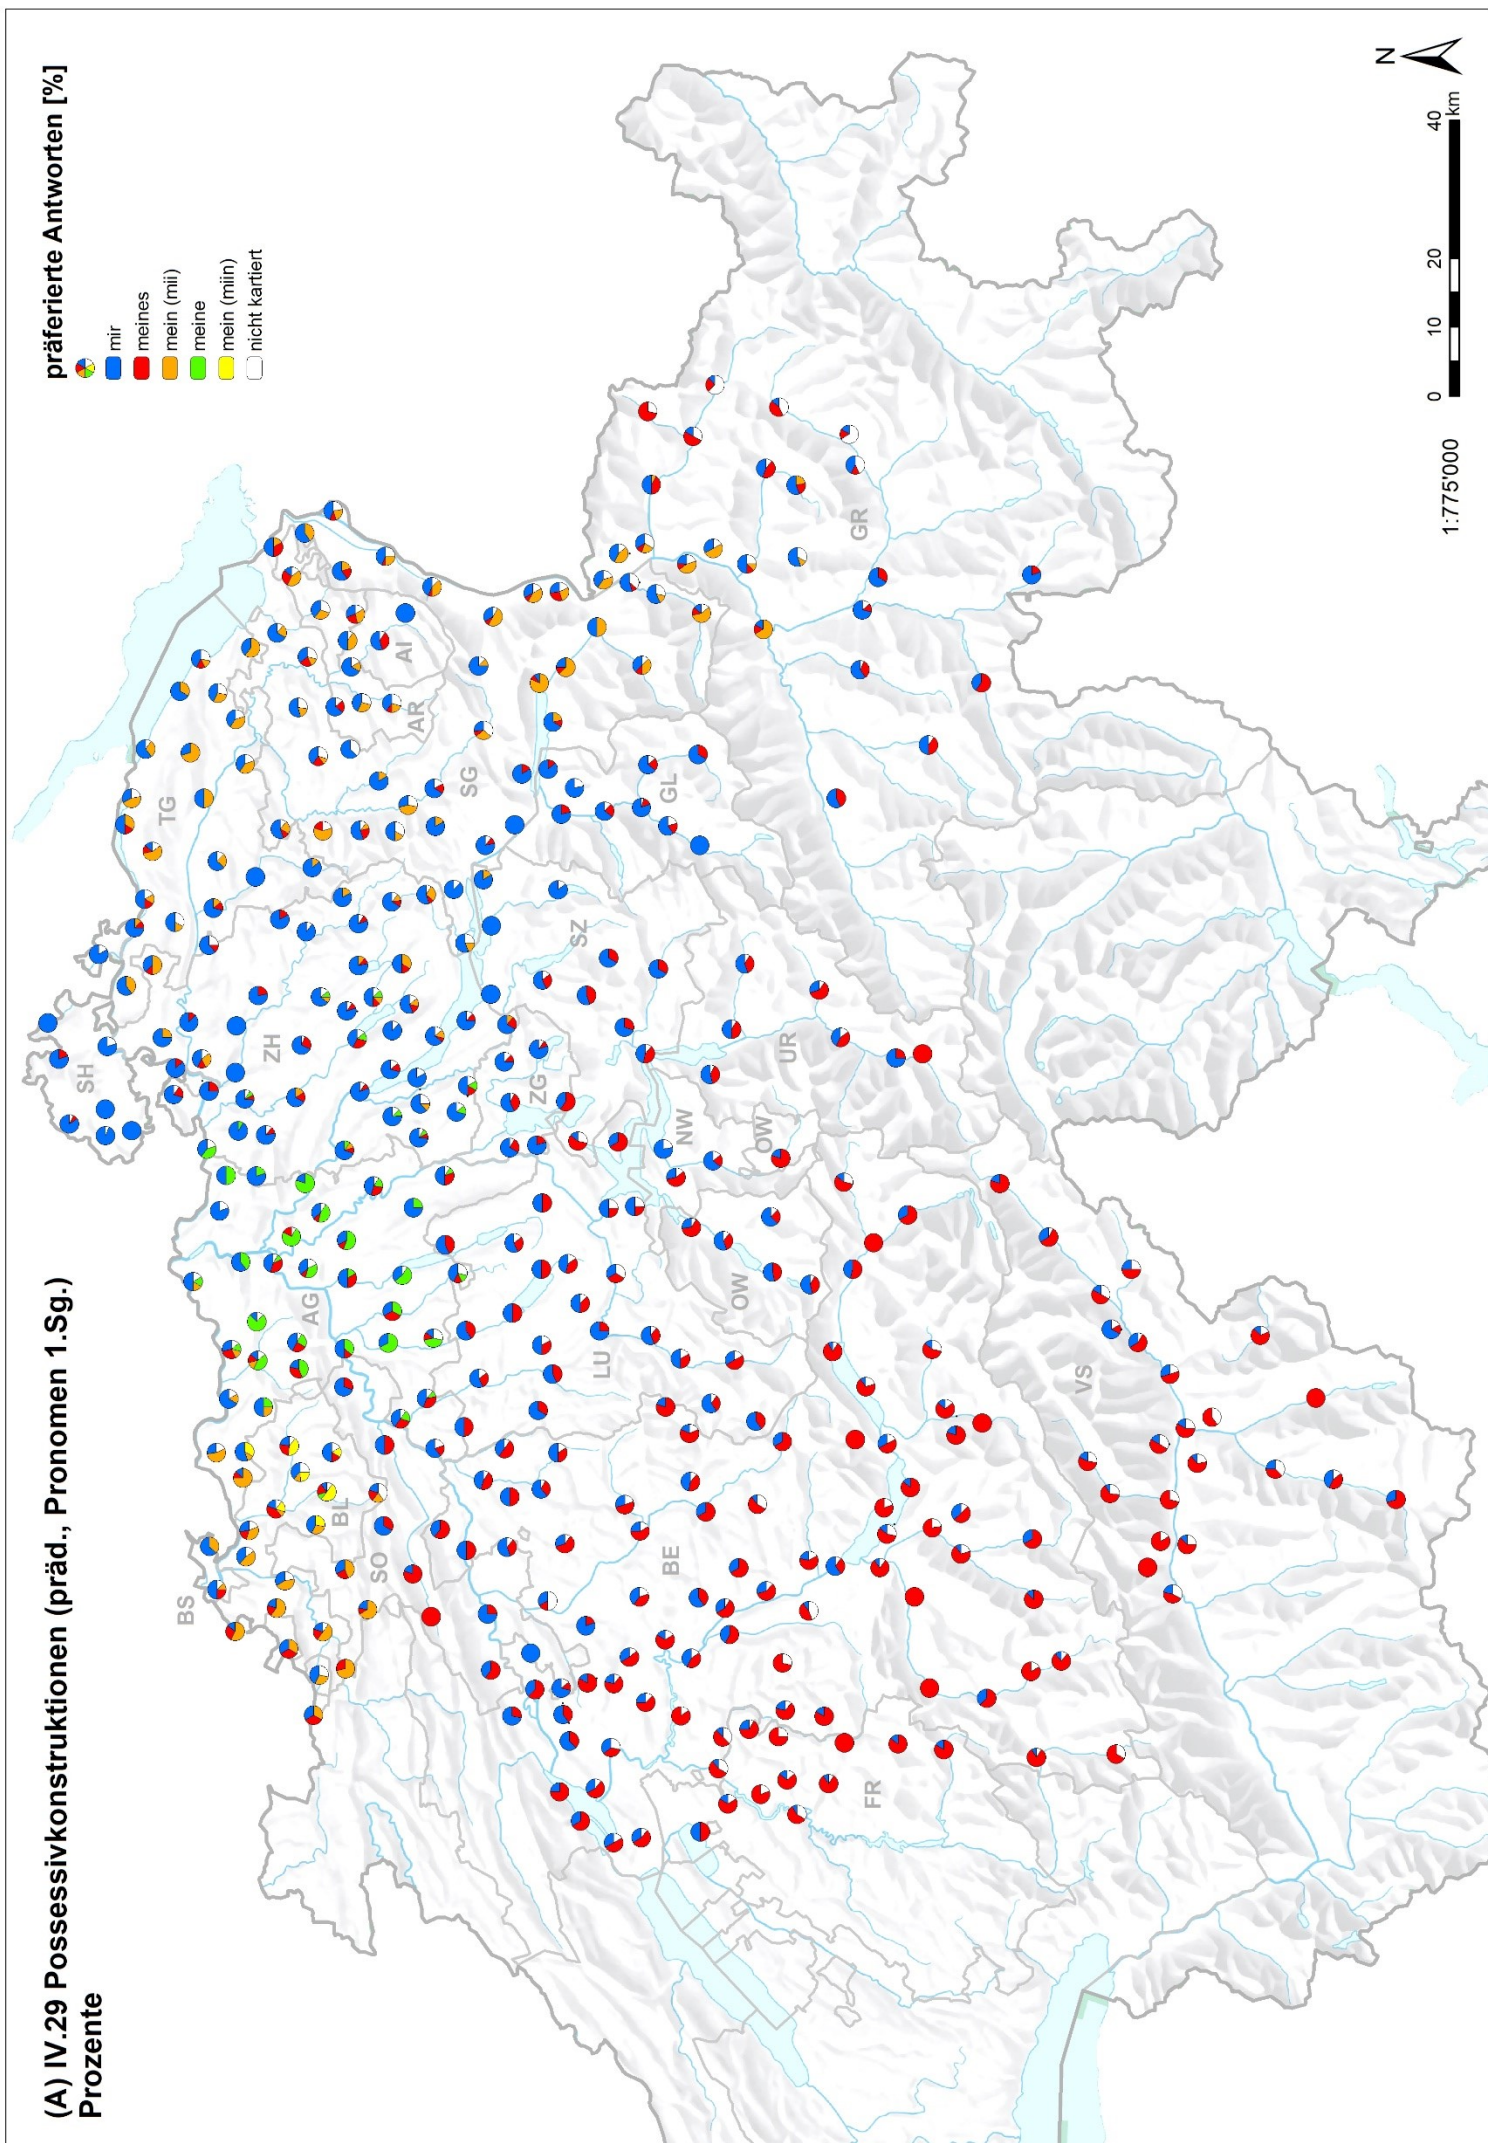 (A) IV.29 Possessivkonstruktionen (präd., Pronomen 1.Sg.)
Prozente
präferierte Antworten [%]
mir
meines
mein (mii)
meine
mein (miin)
nicht kartiert
BS
SH
TG
ZH
AG
BL
SO
AI
AR
SG
ZG
SZ
GL
LU
NW
OW
OW
UR
BE
FR
VS
GR
N
1:775'000
0 10 20 40
km